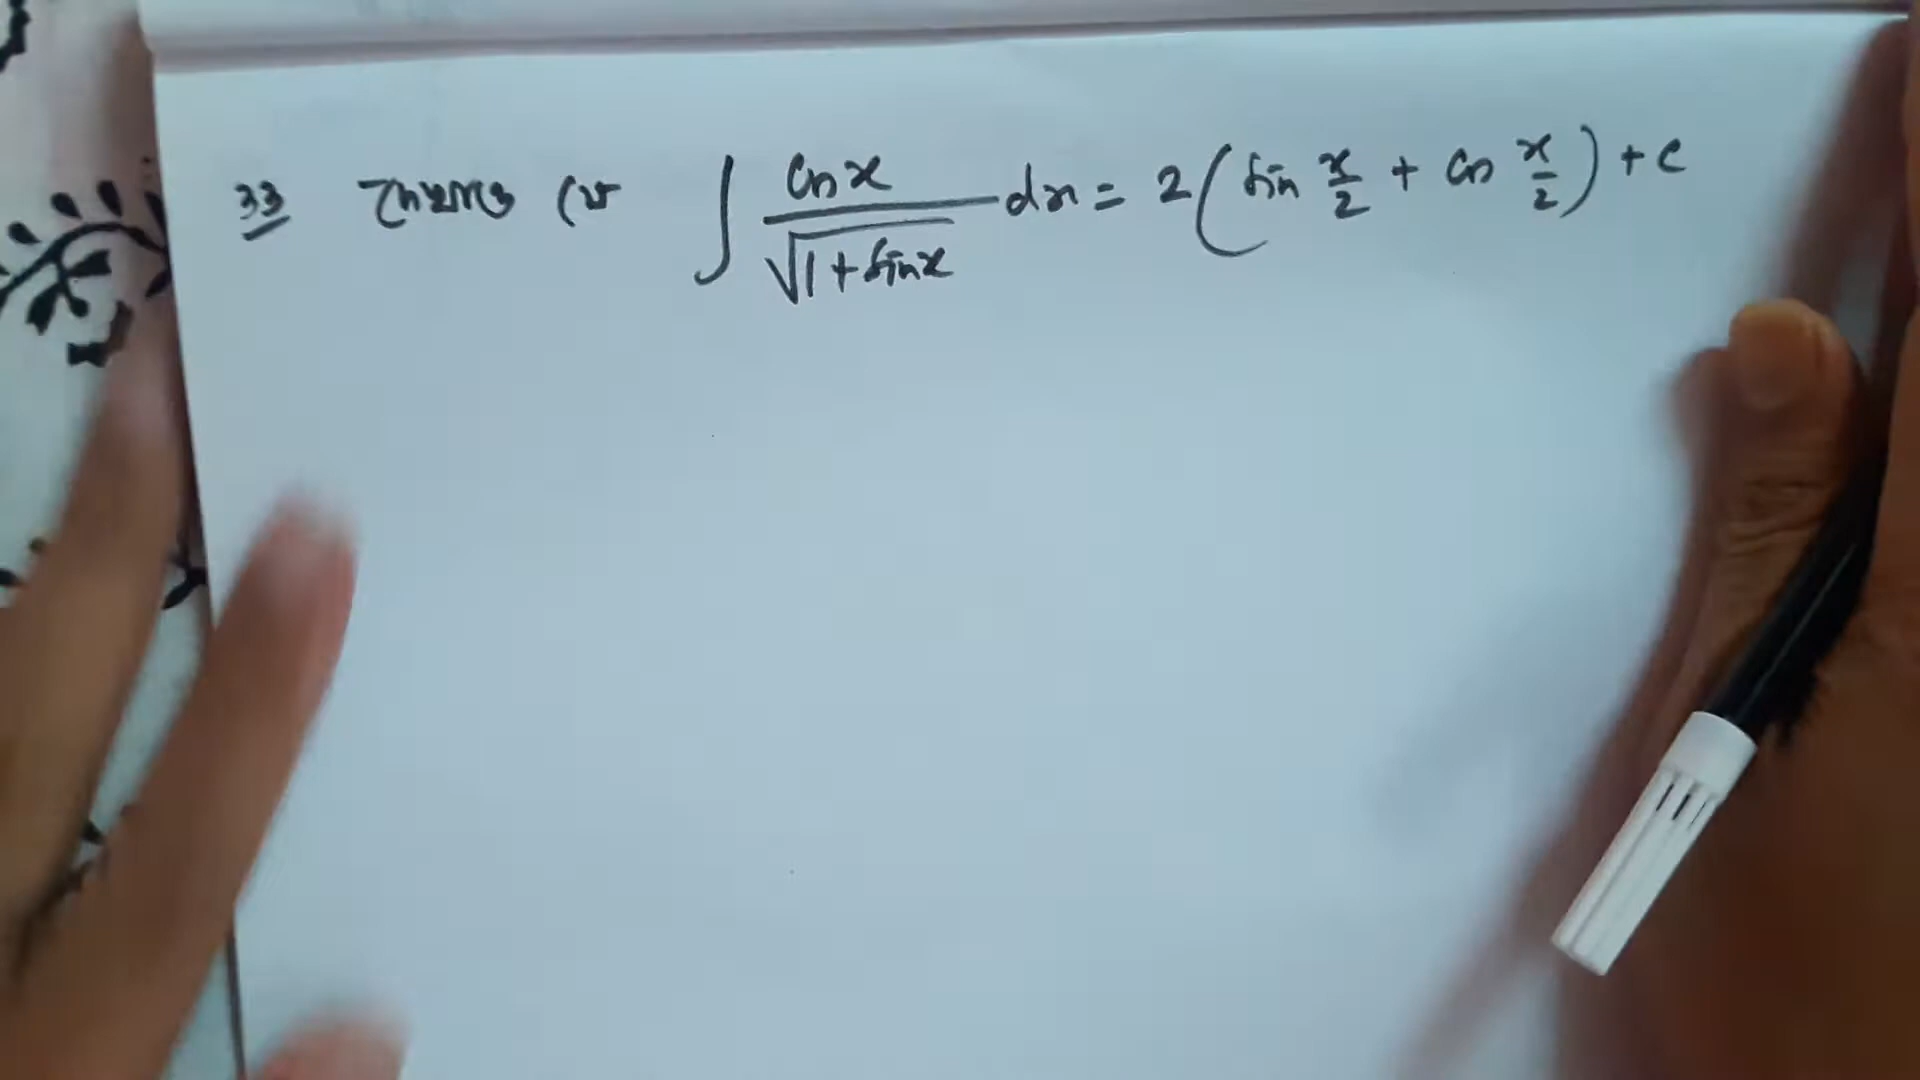 33 দেখাও যে ∫ cos x / √(1 + sin x) dx = 2 (sin x/2 + cos x/2) + c